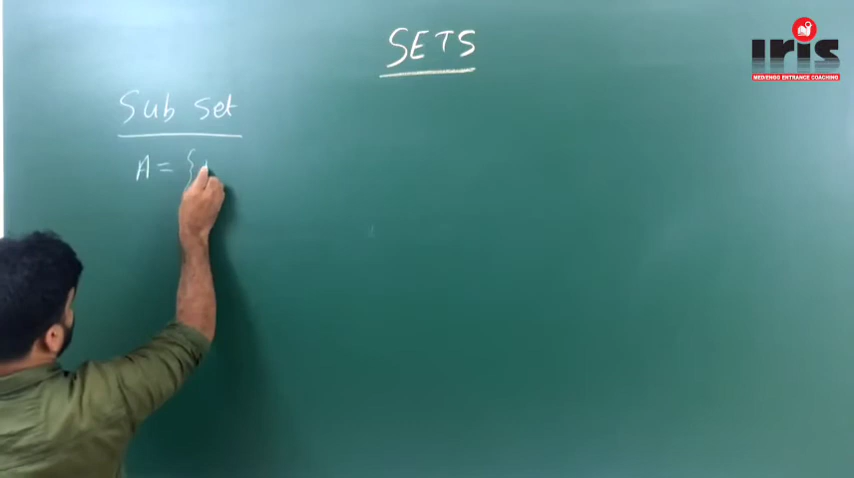 SETS
iris
MED/ENGG ENTRANCE COACHING
Sub set
A = {